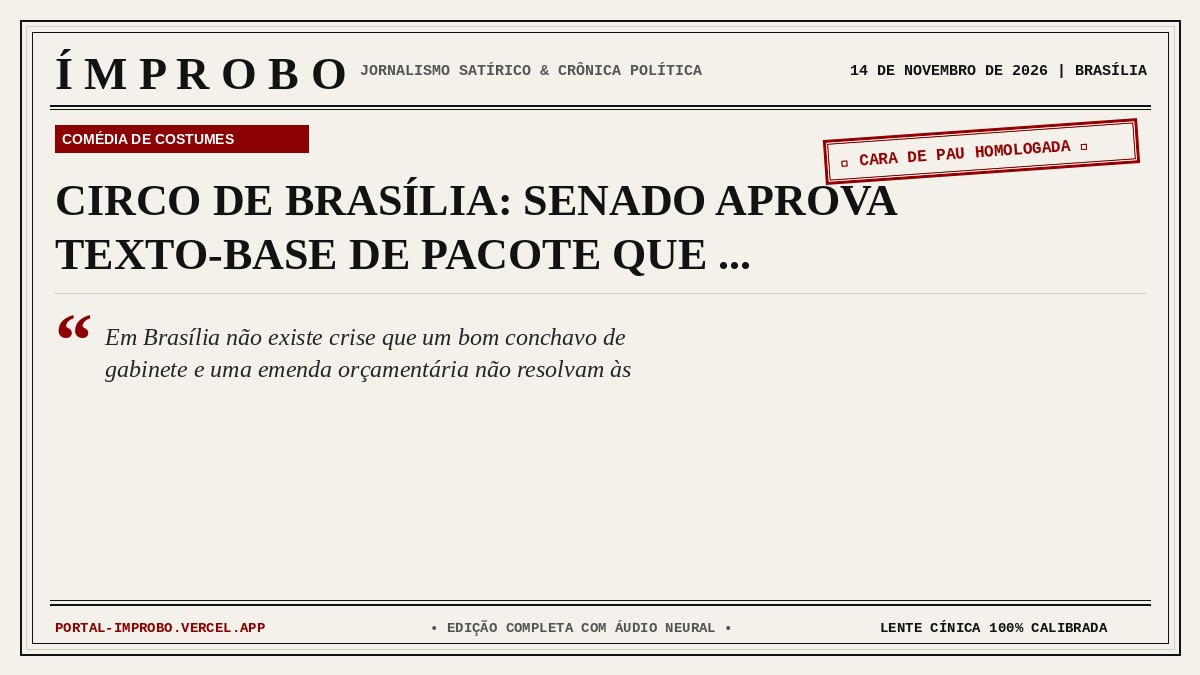 ÍMPROBO
JORNALISMO SATÍRICO & CRÔNICA POLÍTICA
14 DE NOVEMBRO DE 2026 | BRASÍLIA
COMÉDIA DE COSTUMES
CARA DE PAU HOMOLOGADA
CIRCO DE BRASÍLIA: SENADO APROVA
TEXTO-BASE DE PACOTE QUE ...
“ Em Brasília não existe crise que um bom conchavo de
gabinete e uma emenda orçamentária não resolvam às
PORTAL-IMPROBO.VERCEL.APP
• EDIÇÃO COMPLETA COM ÁUDIO NEURAL •
LENTE CÍNICA 100% CALIBRADA